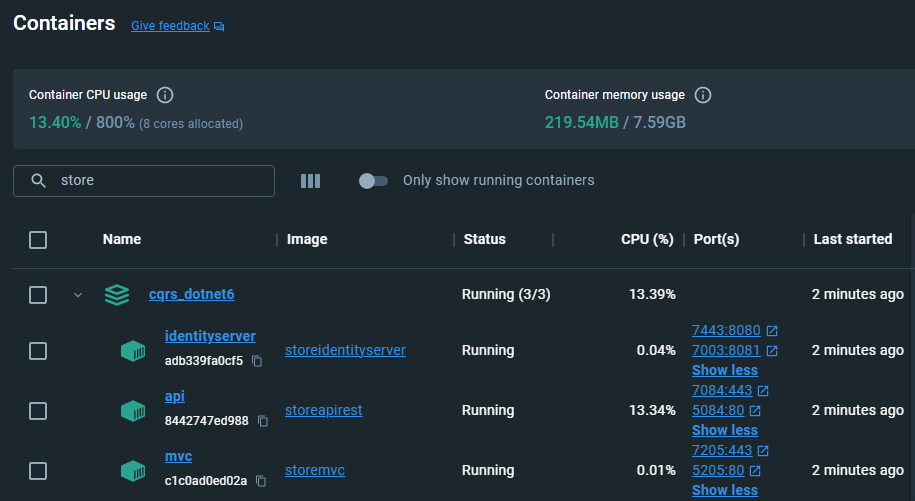 Containers Give feedback
Container CPU usage
13.40% / 800% (8 cores allocated)
Container memory usage
219.54MB / 7.59GB
store
Only show running containers
Name Image Status CPU (%) Port(s) Last started
cqrs_dotnet6 Running (3/3) 13.39% 2 minutes ago
identityserver
adb339fa0cf5
storeidentityserver Running 0.04%
7443:8080
7003:8081
Show less
2 minutes ago
api
8442747ed988
storeapirest Running 13.34%
7084:443
5084:80
Show less
2 minutes ago
mvc
c1c0ad0ed02a
storemvc Running 0.01%
7205:443
5205:80
Show less
2 minutes ago